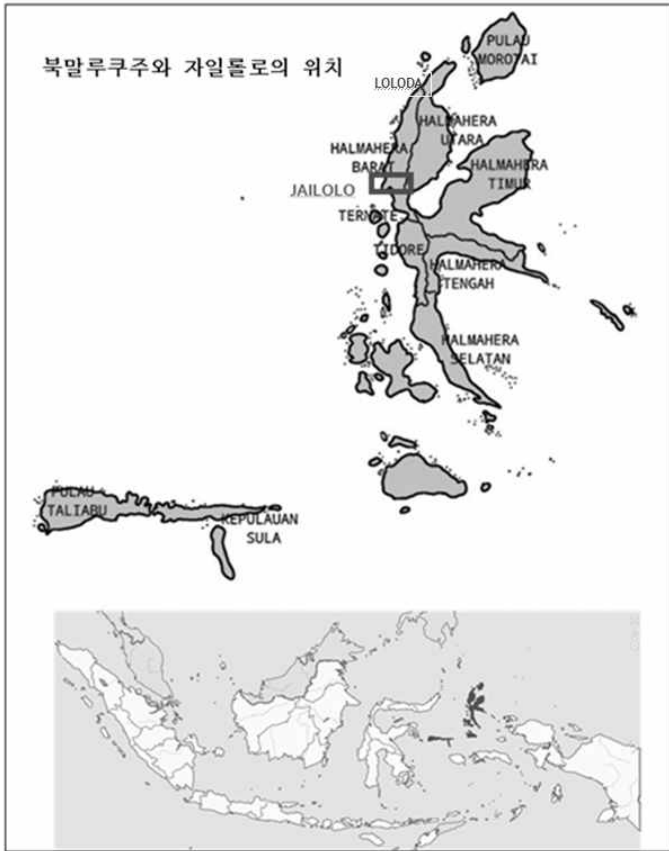 북말루쿠주와 자일롤로의 위치
PULAU
MOROTAI
LOLODA
HALMAHERA
UTARA
HALMAHERA
BARAT
HALMAHERA
TIMUR
JAILOLO
TERNATE
TIDORE
HALMAHERA
TENGAH
HALMAHERA
SELATAN
PULAU
TALIABU
KEPULAUAN
SULA